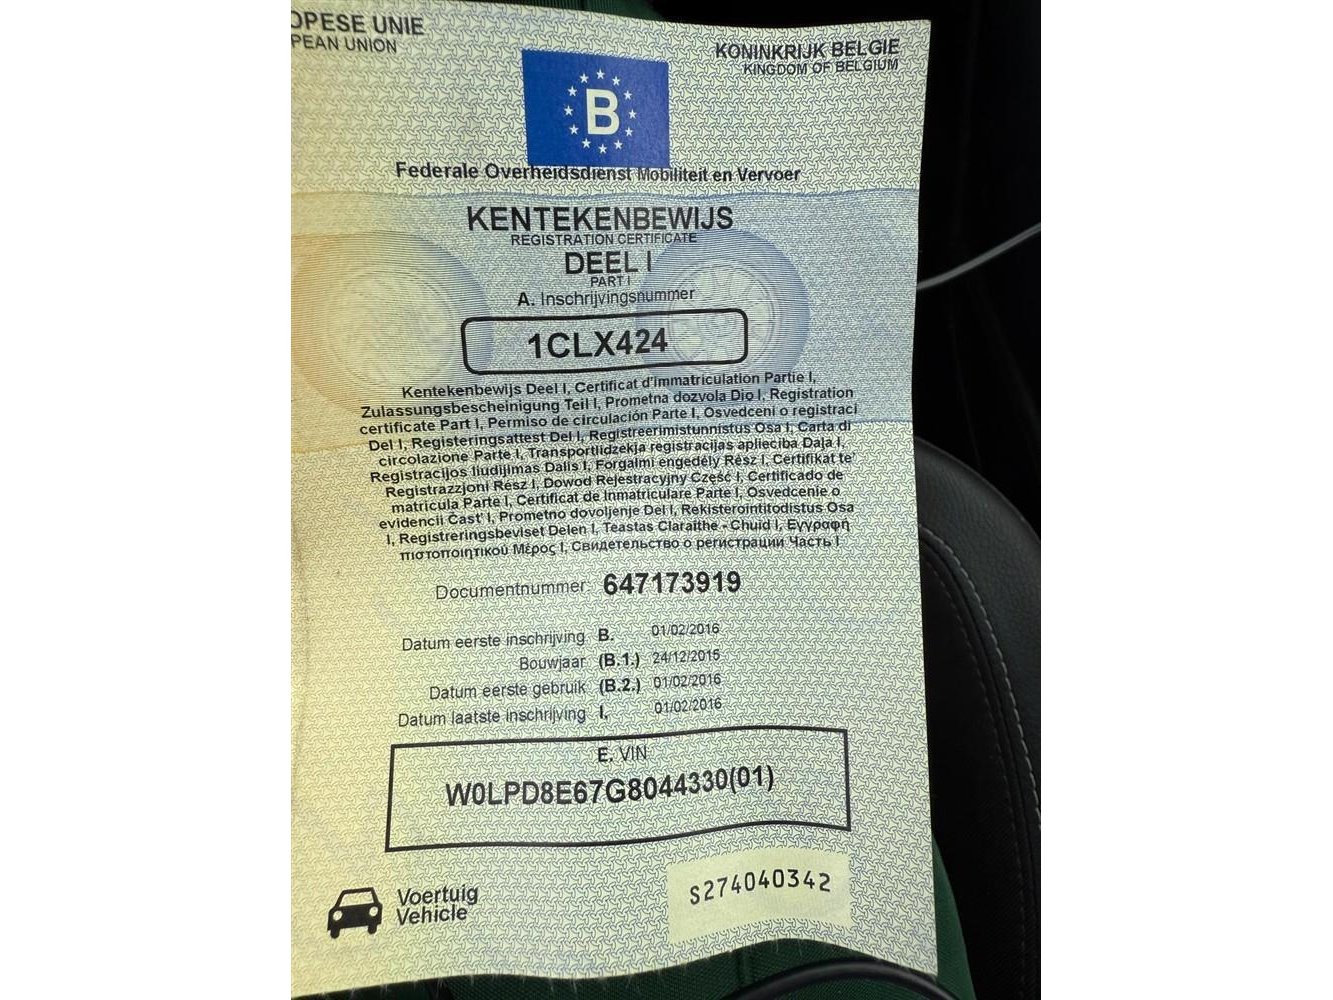 OPESE UNIE
PEAN UNION
KONINKRIJK BELGIE
KINGDOM OF BELGIUM
B
Federale Overheidsdienst Mobiliteit en Vervoer
KENTEKENBEWIJS
REGISTRATION CERTIFICATE
DEEL I
PART I
A. Inschrijvingsnummer
1CLX424
Kentekenbewijs Deel I, Certificat d'immatriculation Partie I,
Zulassungsbescheinigung Teil I, Prometna dozvola Dio I, Registration
certificate Part I, Permiso de circulación Parte I, Osvedceni o registraci
Del I, Registeringsattest Del I, Registreerimistunnistus Osa I, Carta di
circolazione Parte I, Transportlidzekja registracijas aplieciba Daļa I,
Registracijos liudijimas Dalis I, Forgalmi engedély Rész I, Certifikat te'
Registrazzjoni Rész I, Dowod Rejestracyjny Część I, Certificado de
matricula Parte I, Certificat de Inmatriculare Parte I, Osvedcenie o
evidencii Čast' I, Prometno dovoljenje Del I, Rekisterointitodistus Osa
I, Registreringsbeviset Delen I, Teastas Claraithe - Chuid I, Εγγραφή
πιστοποιητικού Μέρος I, Свидетельство о регистрации Часть I
Documentnummer: 647173919
Datum eerste inschrijving B. 01/02/2016
Bouwjaar (B.1.) 24/12/2015
Datum eerste gebruik (B.2.) 01/02/2016
Datum laatste inschrijving I. 01/02/2016
E. VIN
W0LPD8E67G8044330(01)
Voertuig
Vehicle
S274040342